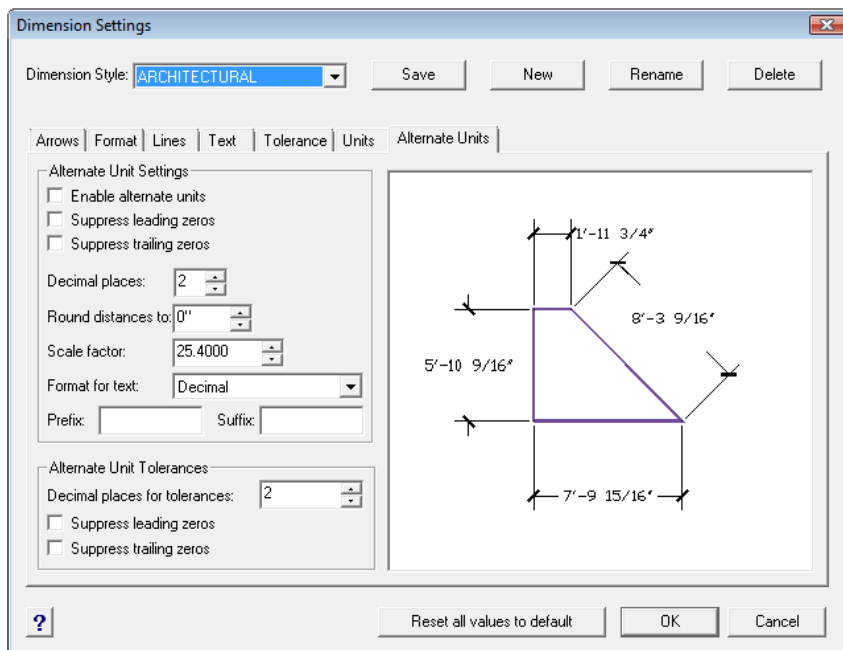 Dimension Settings
Dimension Style: ARCHITECTURAL Save New Rename Delete
Arrows Format Lines Text Tolerance Units Alternate Units
Alternate Unit Settings
Enable alternate units
Suppress leading zeros
Suppress trailing zeros
Decimal places: 2
Round distances to: 0"
Scale factor: 25.4000
Format for text: Decimal
Prefix: Suffix:
Alternate Unit Tolerances
Decimal places for tolerances: 2
Suppress leading zeros
Suppress trailing zeros
1'-11 3/4"
8'-3 9/16"
5'-10 9/16"
7'-9 15/16"
? Reset all values to default OK Cancel